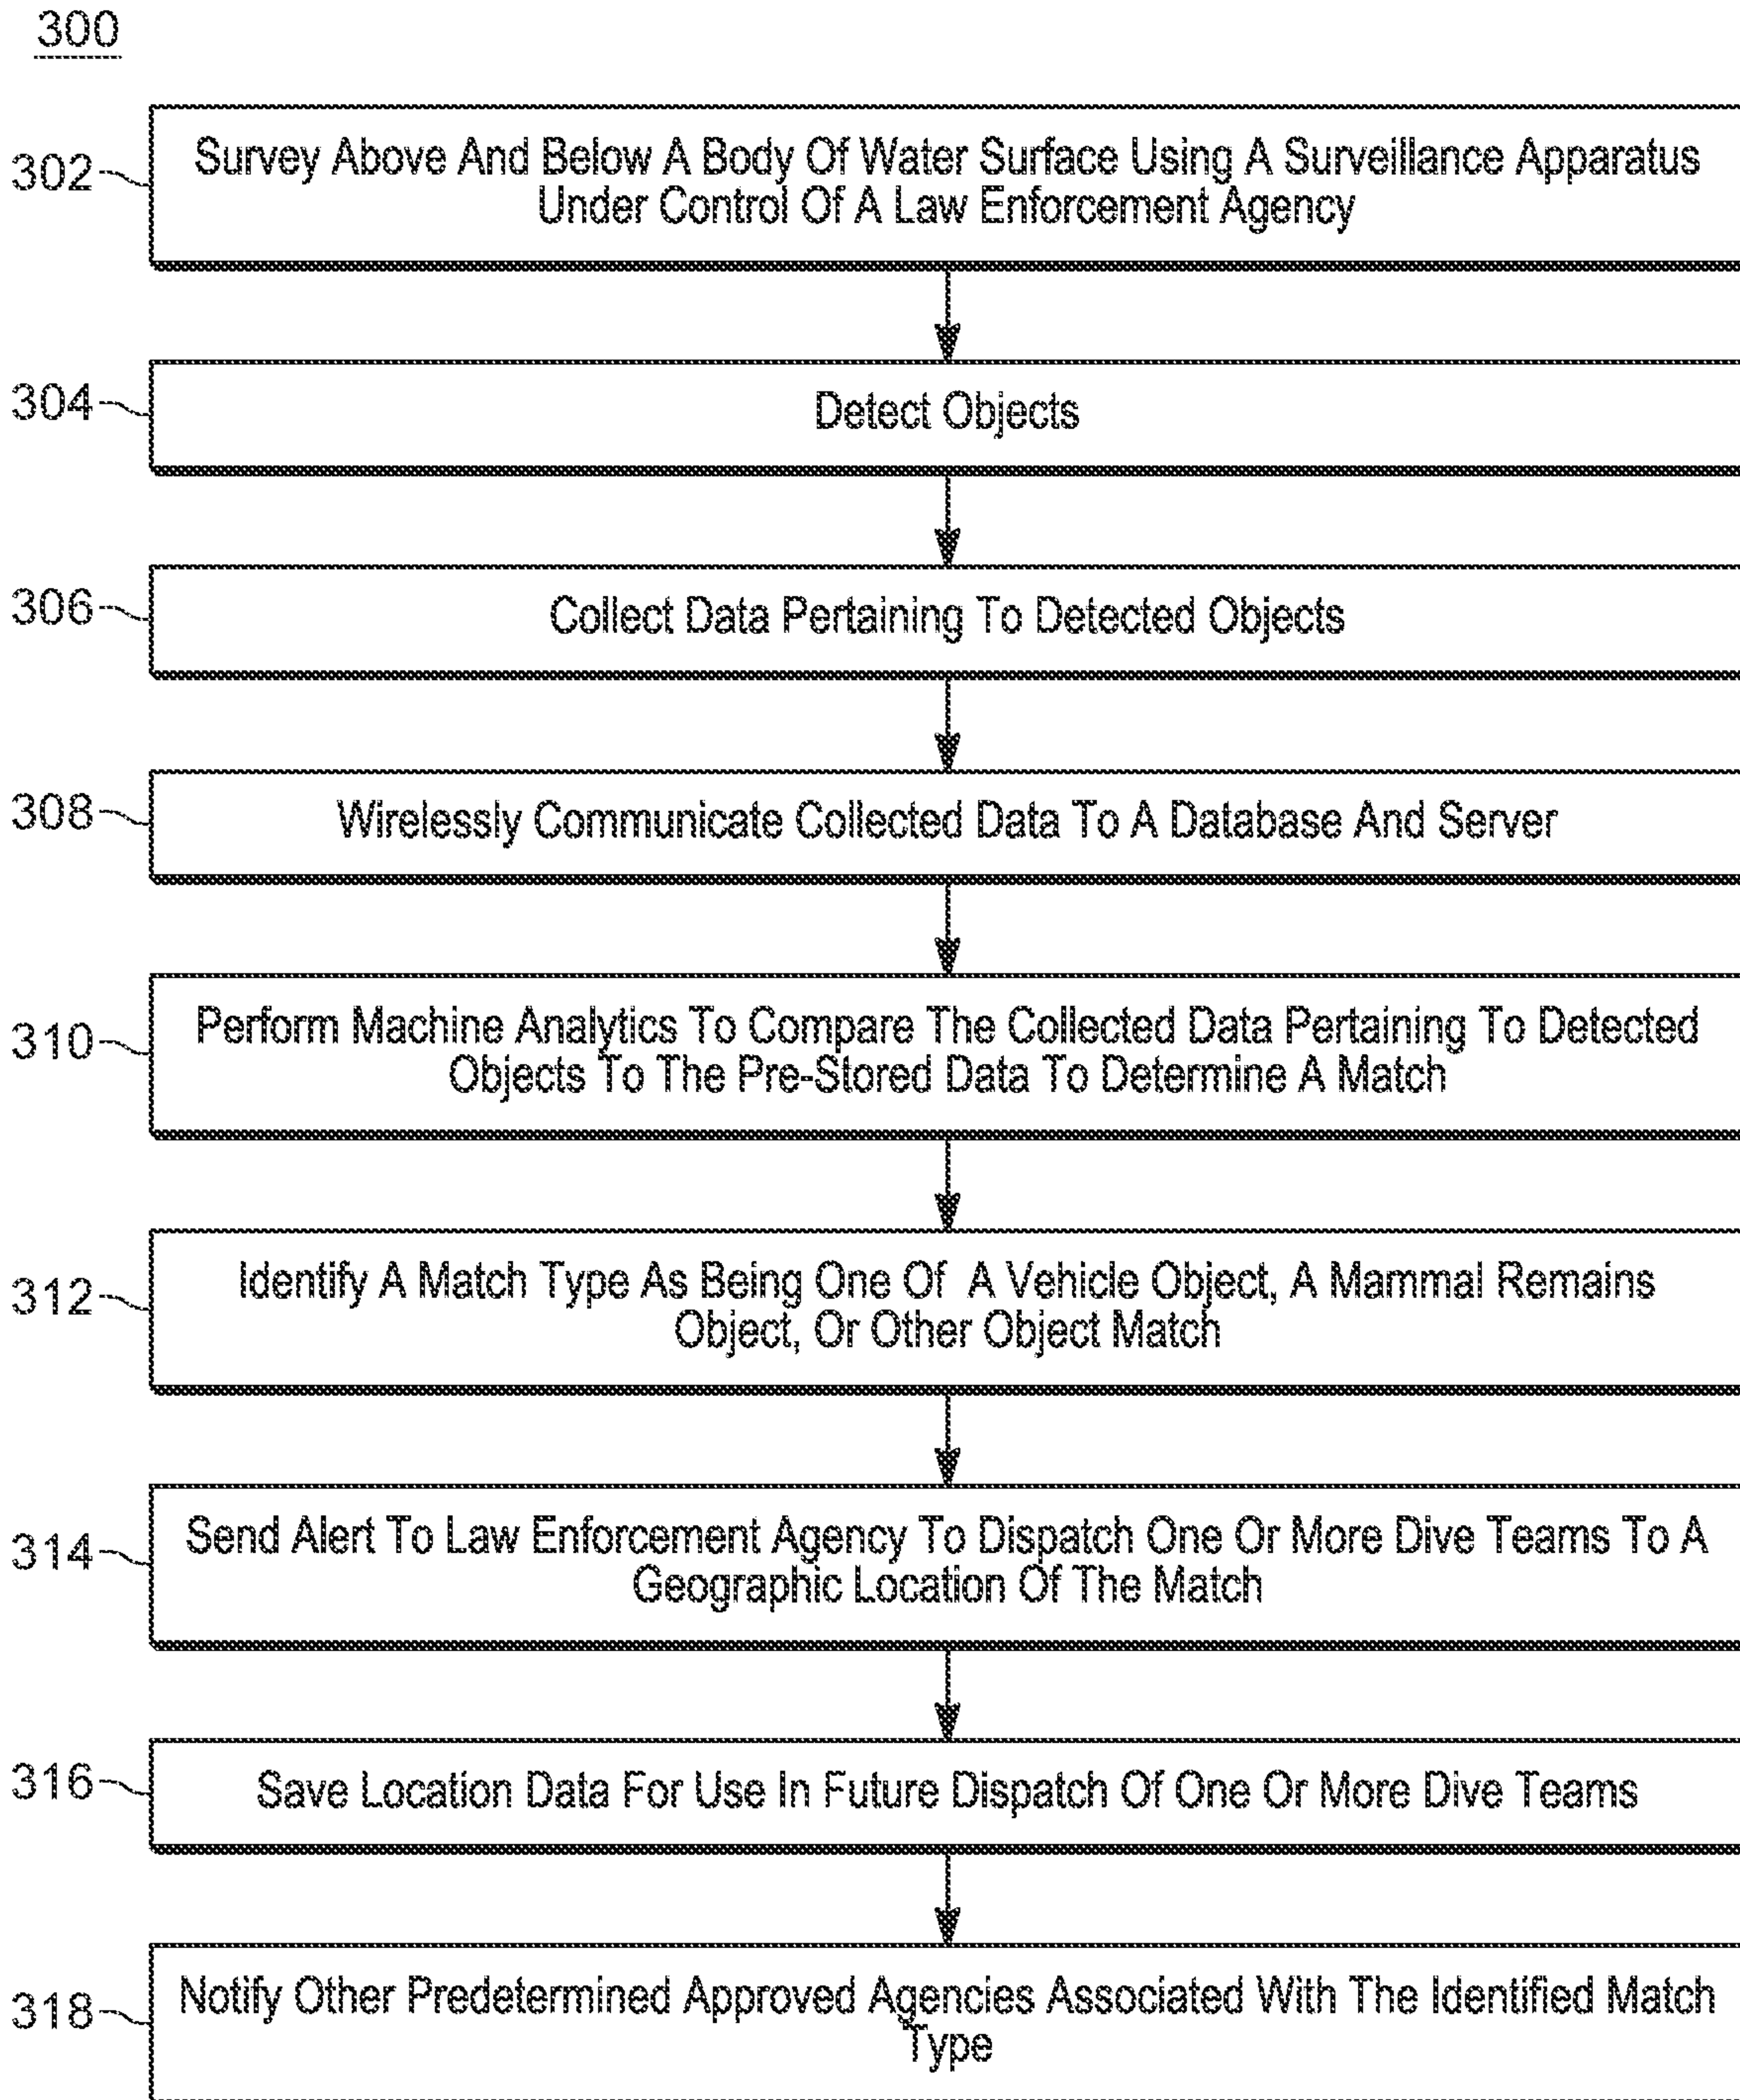 300
302
Survey Above And Below A Body Of Water Surface Using A Surveillance Apparatus
Under Control Of A Law Enforcement Agency
304
Detect Objects
306
Collect Data Pertaining To Detected Objects
308
Wirelessly Communicate Collected Data To A Database And Server
310
Perform Machine Analytics To Compare The Collected Data Pertaining To Detected
Objects To The Pre-Stored Data To Determine A Match
312
Identify A Match Type As Being One Of A Vehicle Object, A Mammal Remains
Object, Or Other Object Match
314
Send Alert To Law Enforcement Agency To Dispatch One Or More Dive Teams To A
Geographic Location Of The Match
316
Save Location Data For Use In Future Dispatch Of One Or More Dive Teams
318
Notify Other Predetermined Approved Agencies Associated With The Identified Match
Type